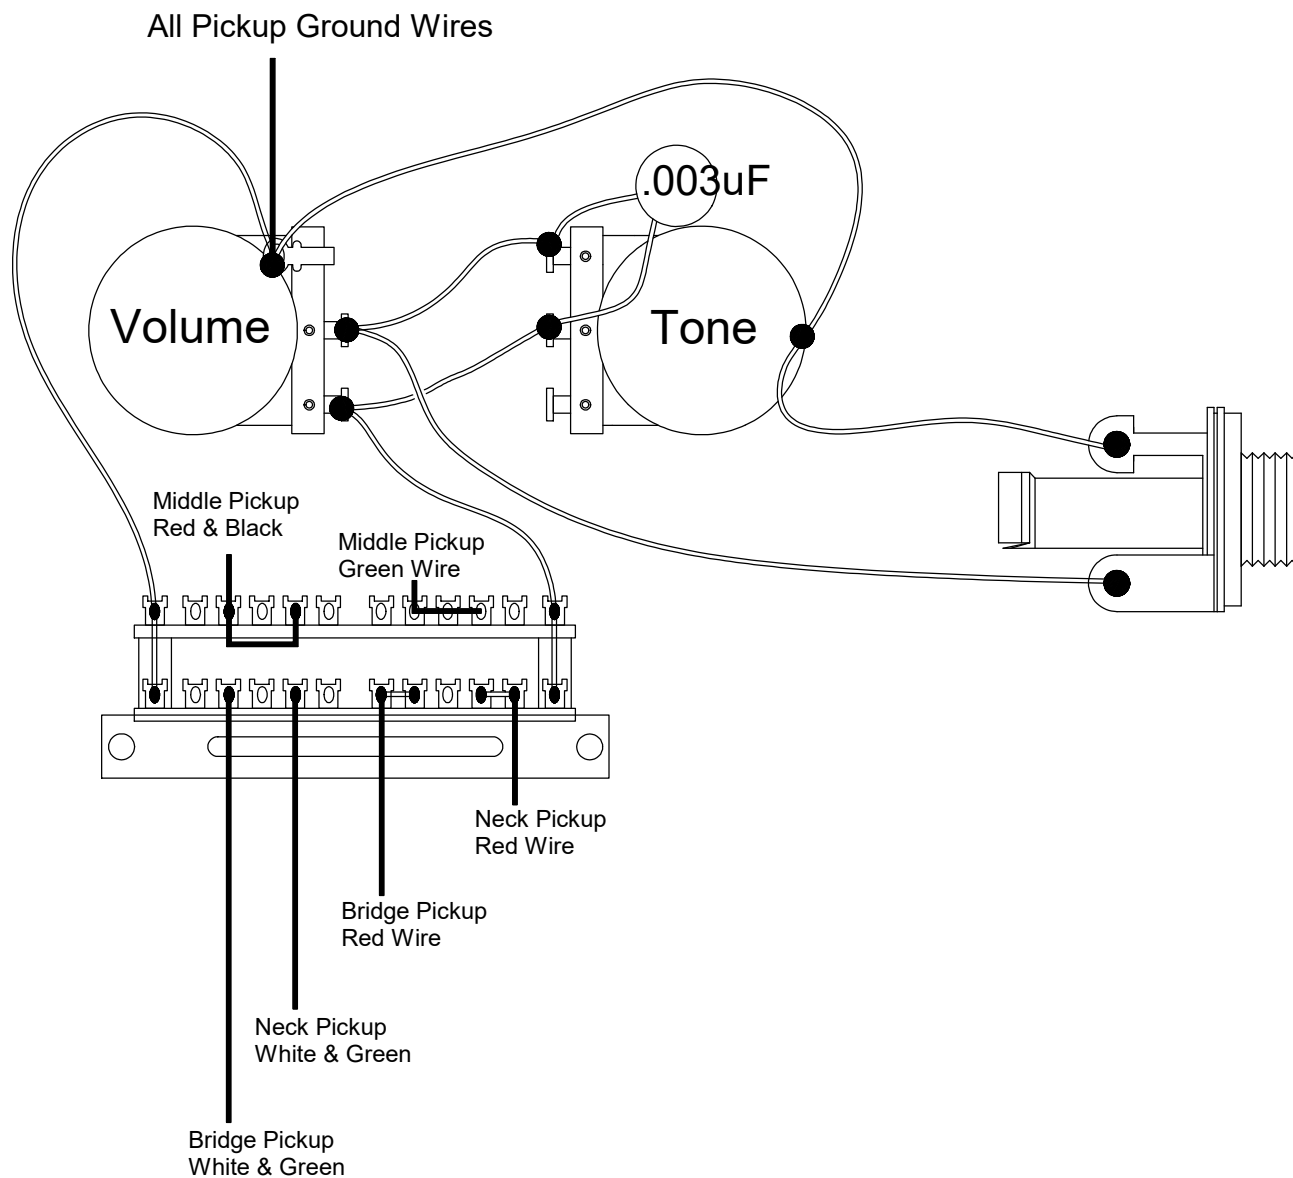 All Pickup Ground Wires
.003uF
Volume
Tone
Middle Pickup
Red & Black
Middle Pickup
Green Wire
Neck Pickup
Red Wire
Bridge Pickup
Red Wire
Neck Pickup
White & Green
Bridge Pickup
White & Green